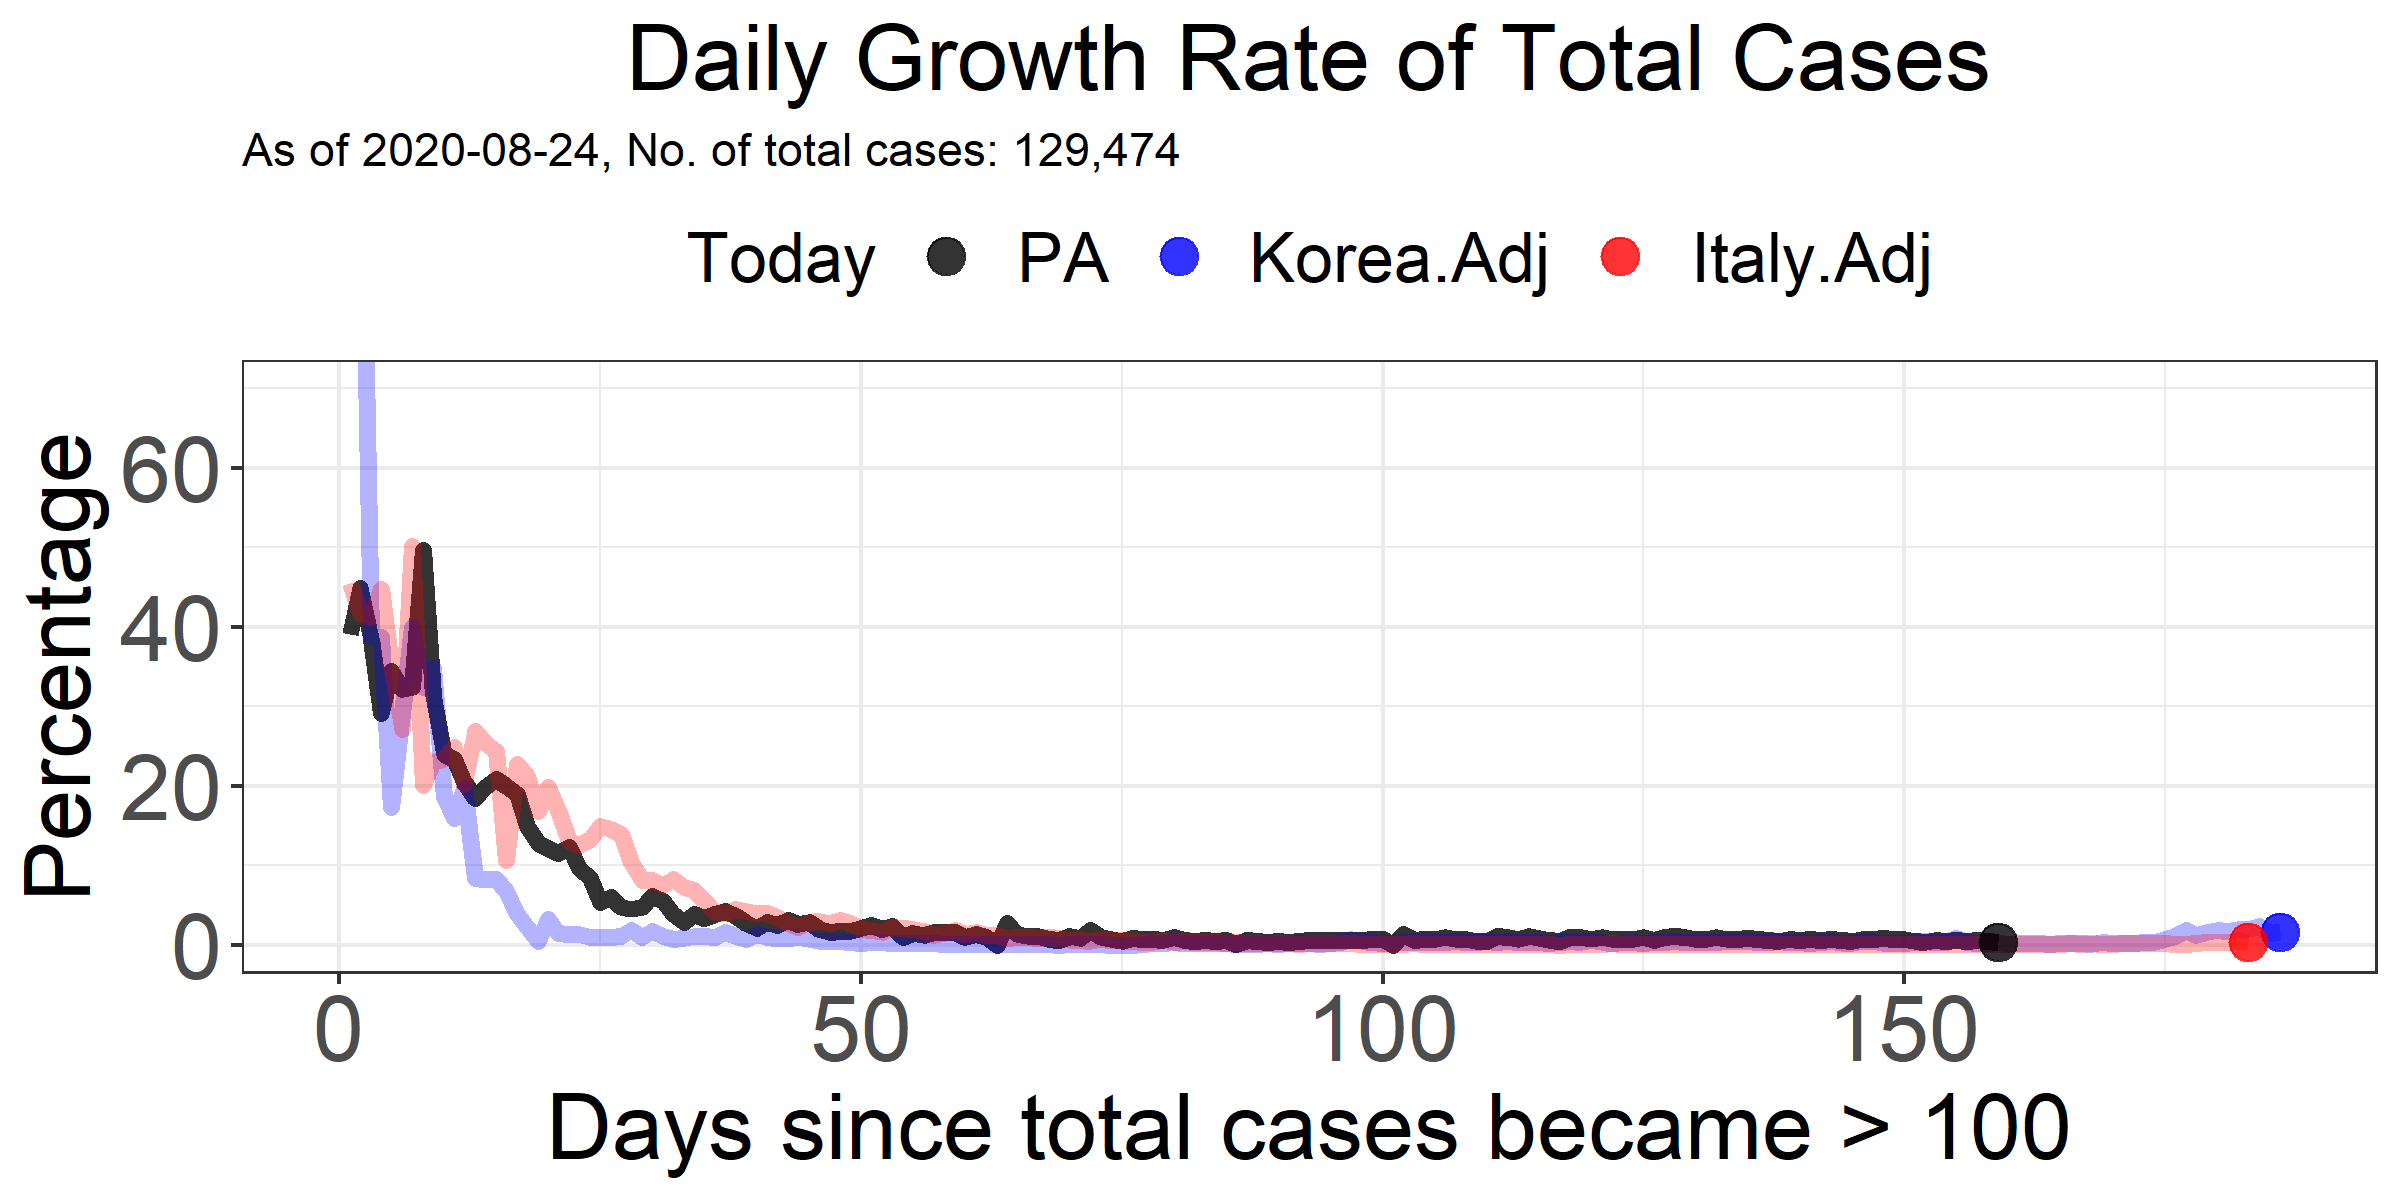 Daily Growth Rate of Total Cases
As of 2020-08-24, No. of total cases: 129,474
Today PA Korea.Adj Italy.Adj
Percentage
60
40
20
0
0 50 100 150
Days since total cases became > 100